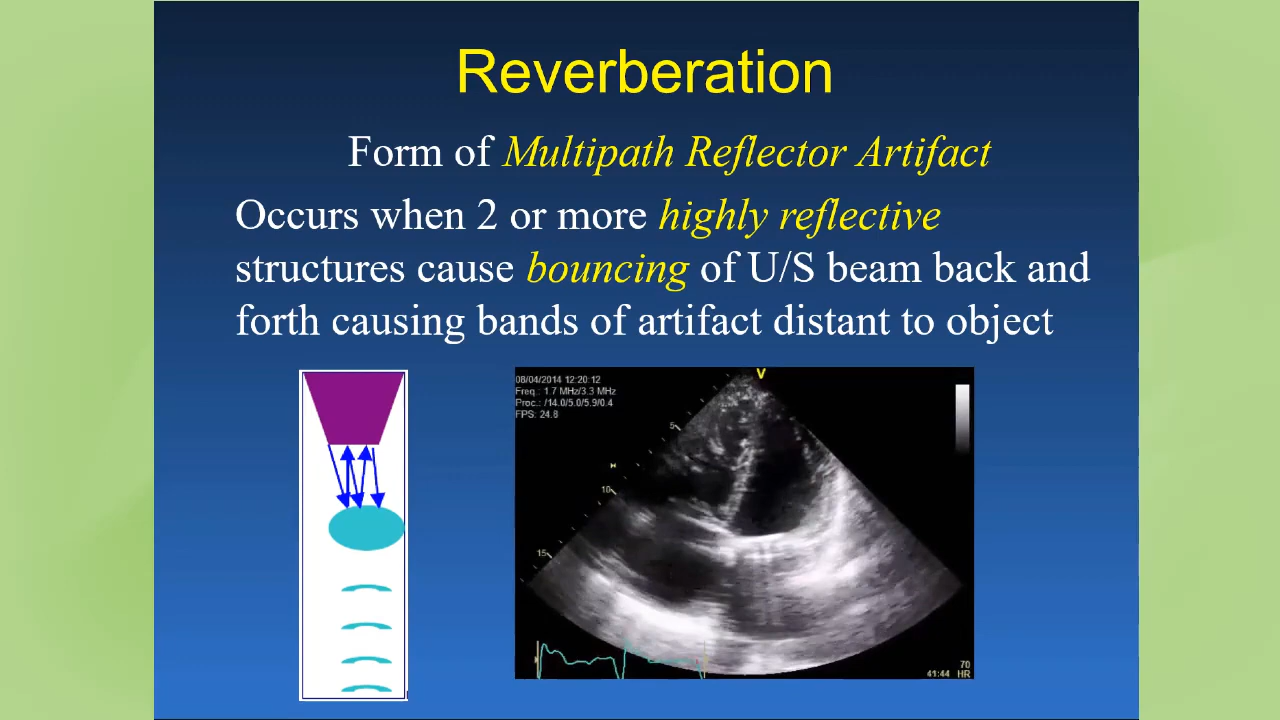 Reverberation
Form of Multipath Reflector Artifact
Occurs when 2 or more highly reflective
structures cause bouncing of U/S beam back and
forth causing bands of artifact distant to object
08/04/2014 12:20:12
Freq.: 1.7 MHz/3.3 MHz
Proc.: /14.0/5.0/5.9/0.4
FPS: 24.8
V
5
10
15
70
41:44 HR